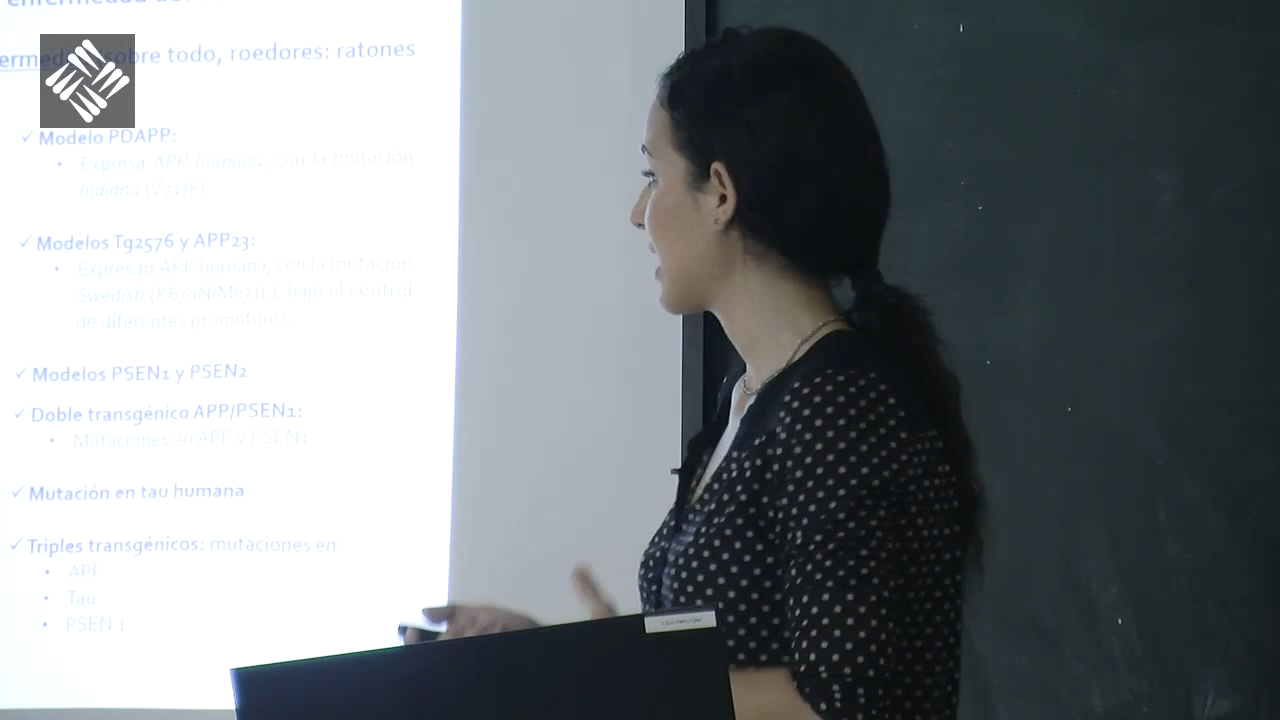 sobre todo, roedores: ratones
✓ Modelo PDAPP:
• Expresa APP humana, con la mutación
Indiana (V717F)
✓ Modelos Tg2576 y APP23:
• Expresan APP humana, con la mutación
Swedish (K670N/M671L), bajo el control
de diferentes promotores
✓ Modelos PSEN1 y PSEN2
✓ Doble transgénico APP/PSEN1:
• Mutaciones en APP y PSEN1
✓ Mutación en tau humana
✓ Triples transgénicos: mutaciones en:
• APP
• Tau
• PSEN 1